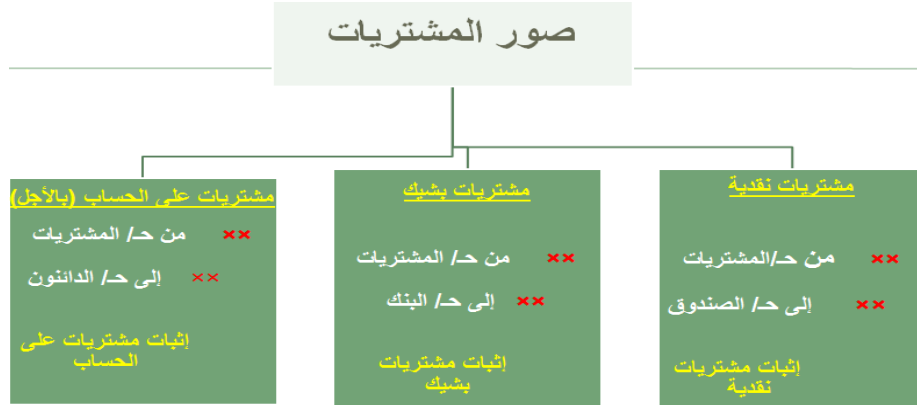 صور المشتريات
مشتريات نقدية
×× من حـ/المشتريات
×× إلى حـ/ الصندوق
إثبات مشتريات
نقدية
مشتريات بشيك
×× من حـ/ المشتريات
×× إلى حـ/ البنك
إثبات مشتريات
بشيك
مشتريات على الحساب (بالأجل)
×× من حـ/ المشتريات
×× إلى حـ/ الدائنون
إثبات مشتريات على
الحساب